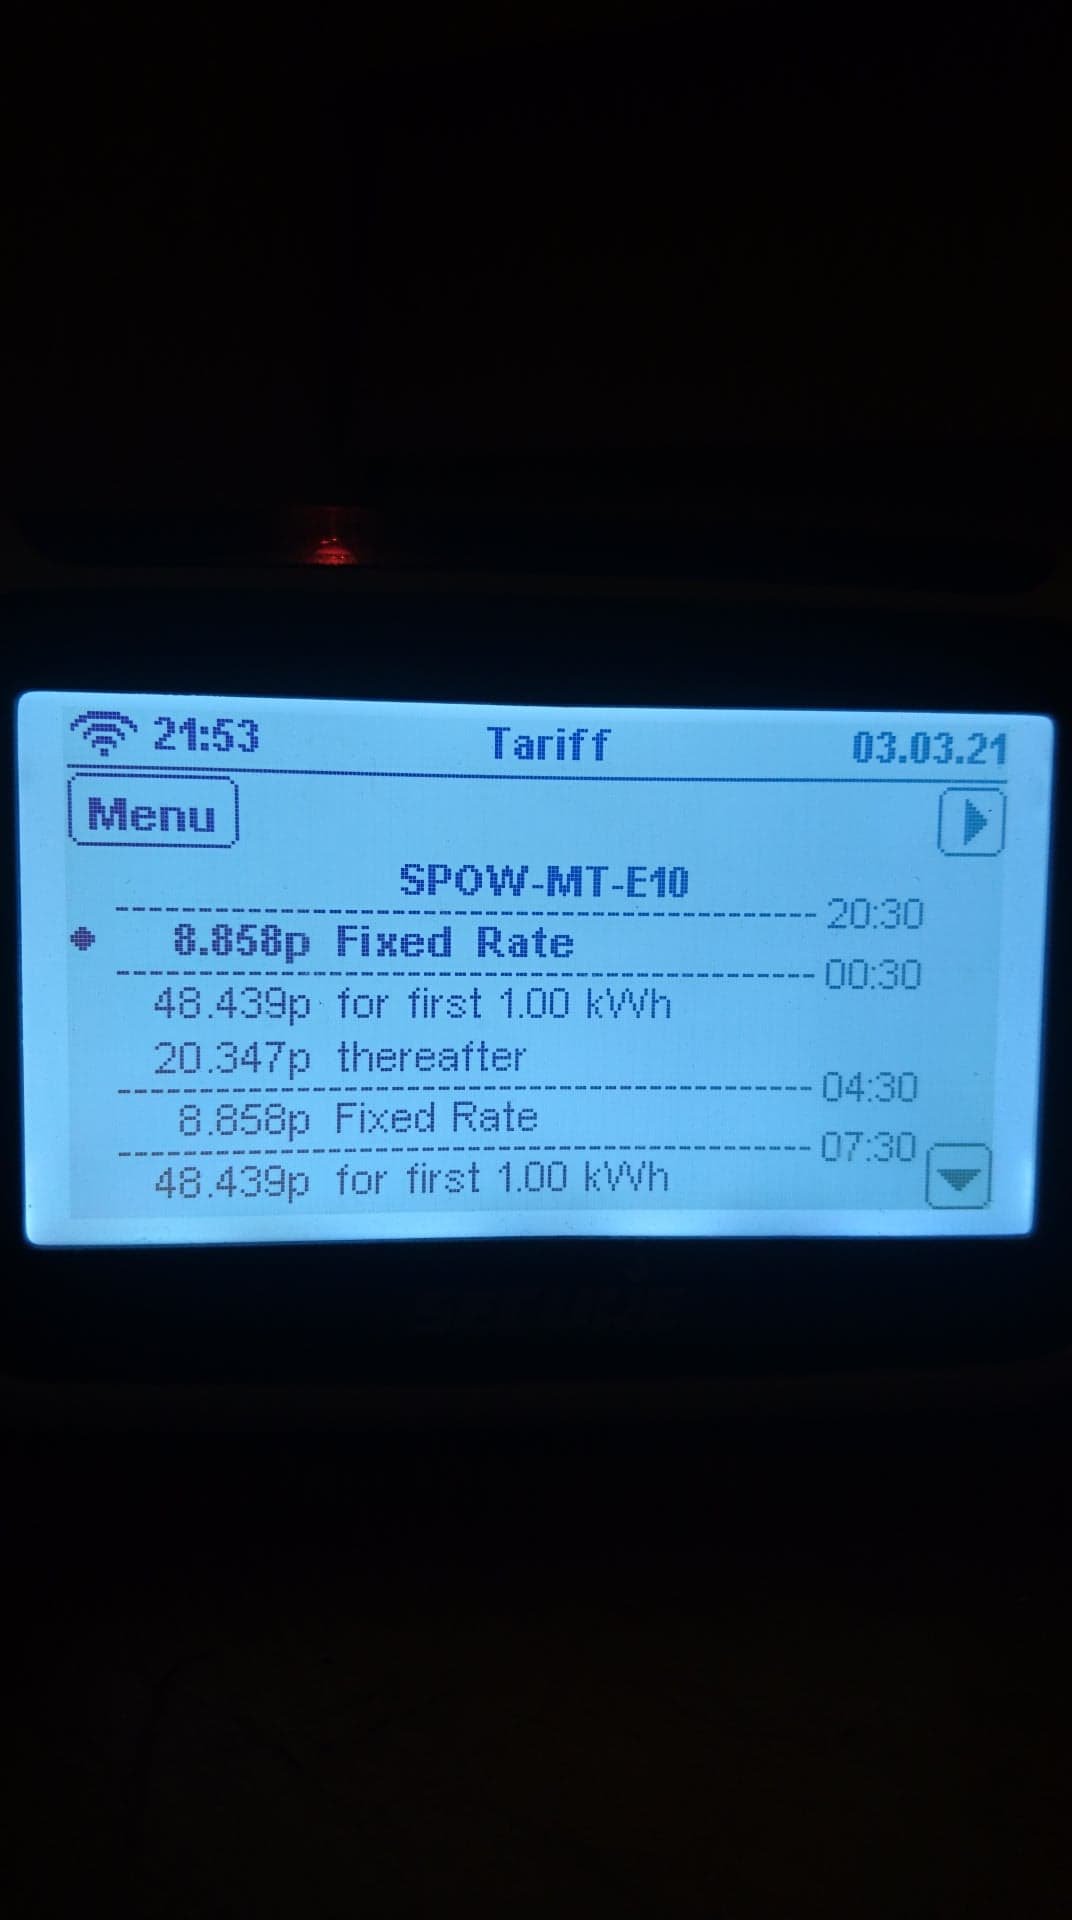 21:53 Tariff 03.03.21
Menu
SPOW-MT-E10
20:30
8.858p Fixed Rate
00:30
48.439p for first 1.00 kWh
20.347p thereafter
04:30
8.858p Fixed Rate
07:30
48.439p for first 1.00 kWh
SECURE